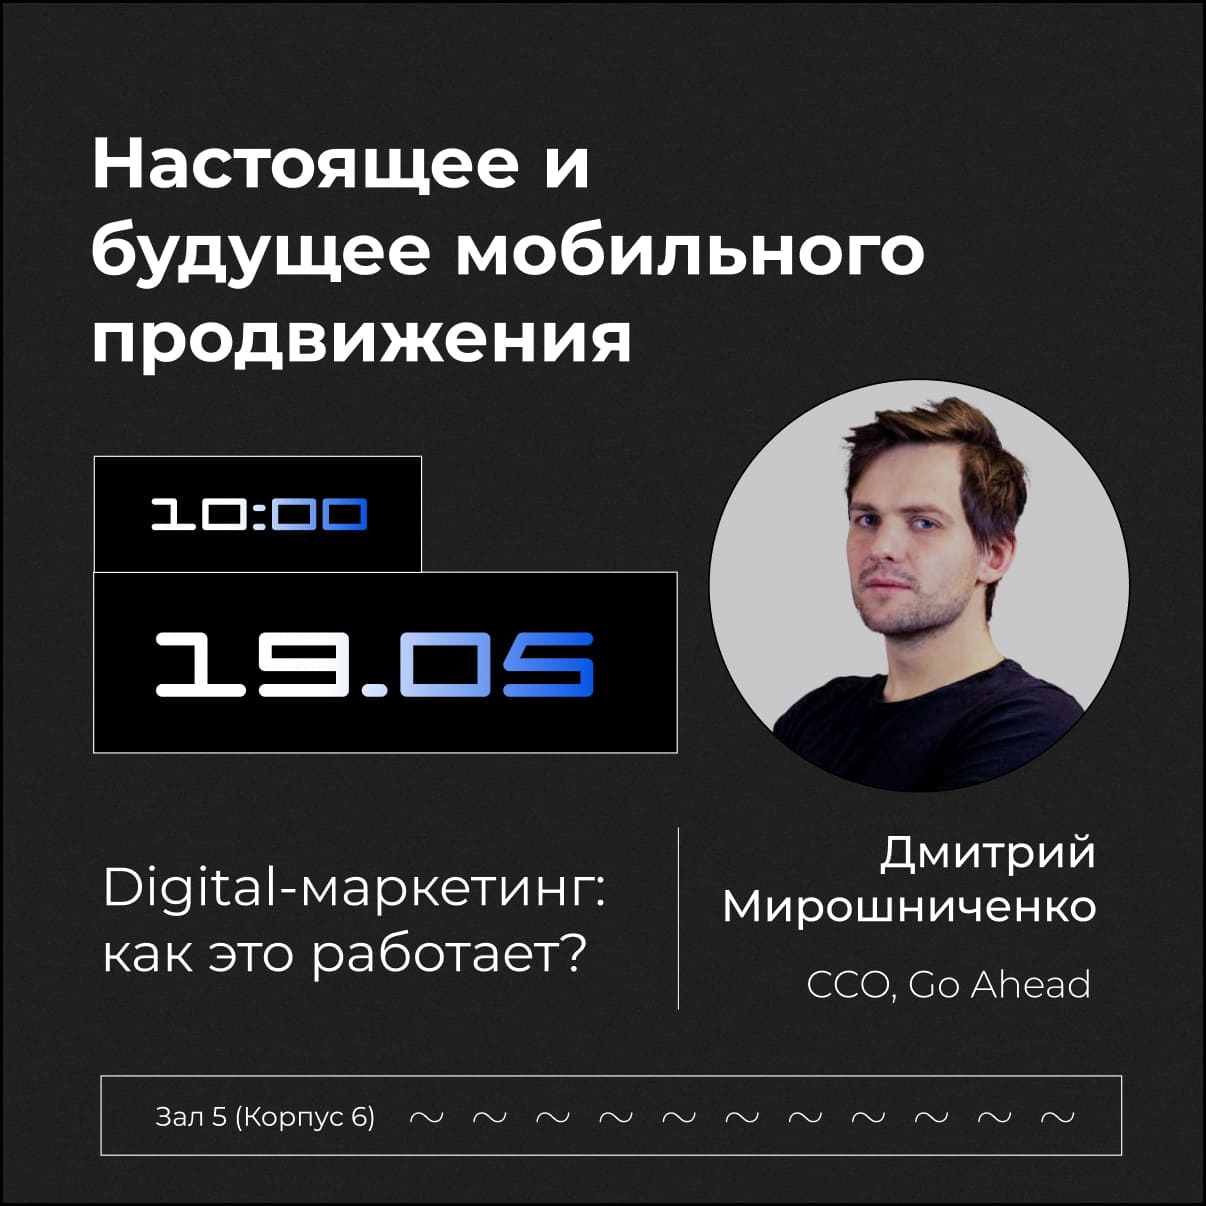 Настоящее и
будущее мобильного
продвижения
10:00
19.05
Digital-маркетинг:
как это работает?
Дмитрий
Мирошниченко
CCO, Go Ahead
Зал 5 (Корпус 6)